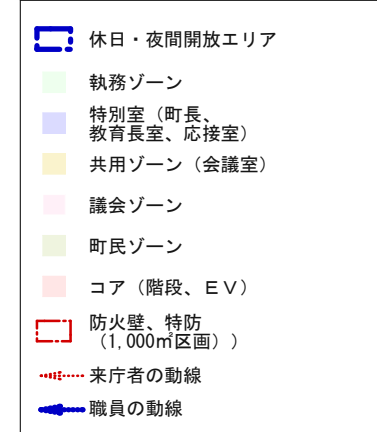 休日・夜間開放エリア
執務ゾーン
特別室（町長、
教育長室、応接室）
共用ゾーン（会議室）
議会ゾーン
町民ゾーン
コア（階段、ＥＶ）
防火壁、特防
（1,000㎡区画））
来庁者の動線
職員の動線